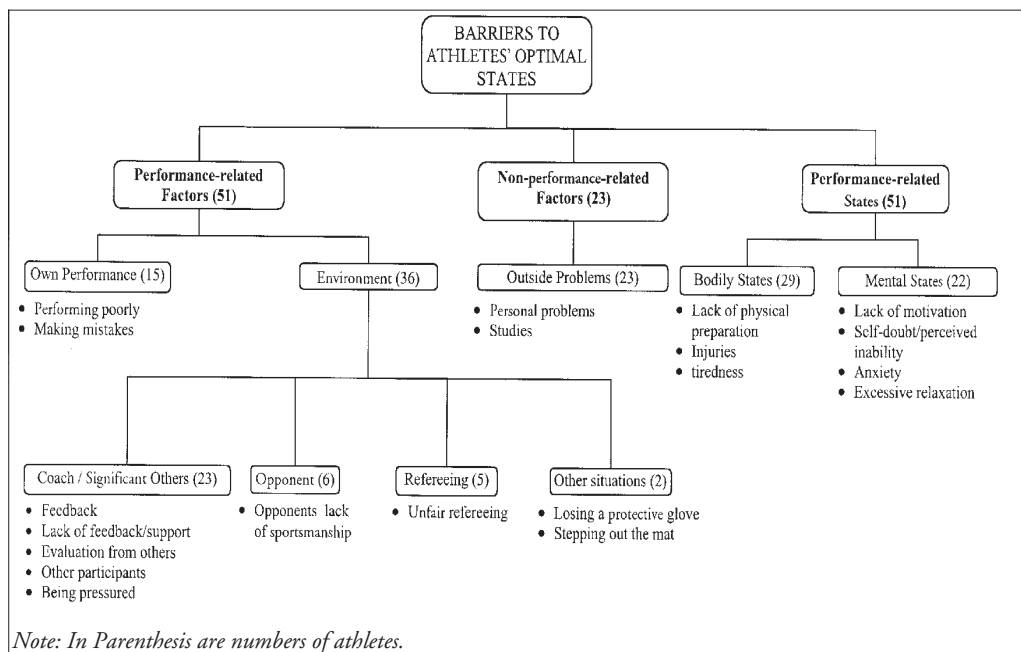 BARRIERS TO
ATHLETES' OPTIMAL
STATES
Performance-related
Factors (51)
Non-performance-related
Factors (23)
Performance-related
States (51)
Own Performance (15)
• Performing poorly
• Making mistakes
Environment (36)
Outside Problems (23)
• Personal problems
• Studies
Bodily States (29)
• Lack of physical
preparation
• Injuries
• tiredness
Mental States (22)
• Lack of motivation
• Self-doubt/perceived
inability
• Anxiety
• Excessive relaxation
Coach / Significant Others (23)
• Feedback
• Lack of feedback/support
• Evaluation from others
• Other participants
• Being pressured
Opponent (6)
• Opponents lack
of sportsmanship
Refereeing (5)
• Unfair refereeing
Other situations (2)
• Losing a protective glove
• Stepping out the mat
Note: In Parenthesis are numbers of athletes.